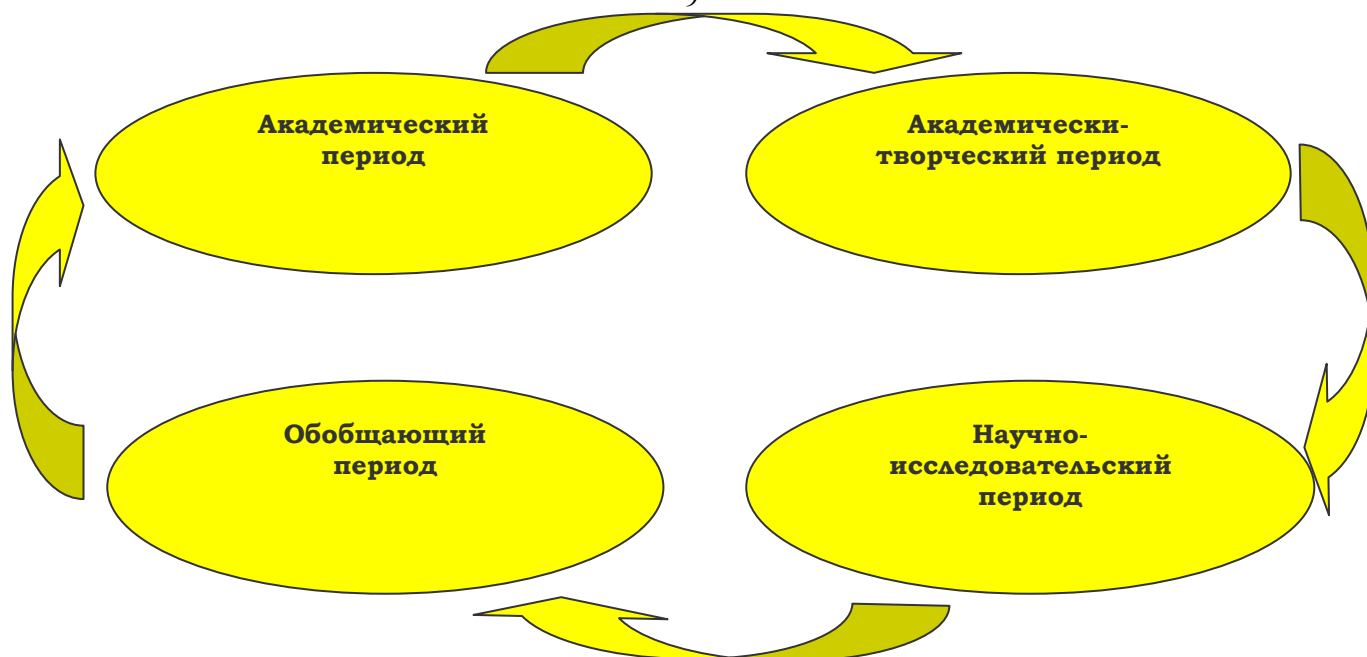 Академический
период
Академически-
творческий период
Обобщающий
период
Научно-
исследовательский
период